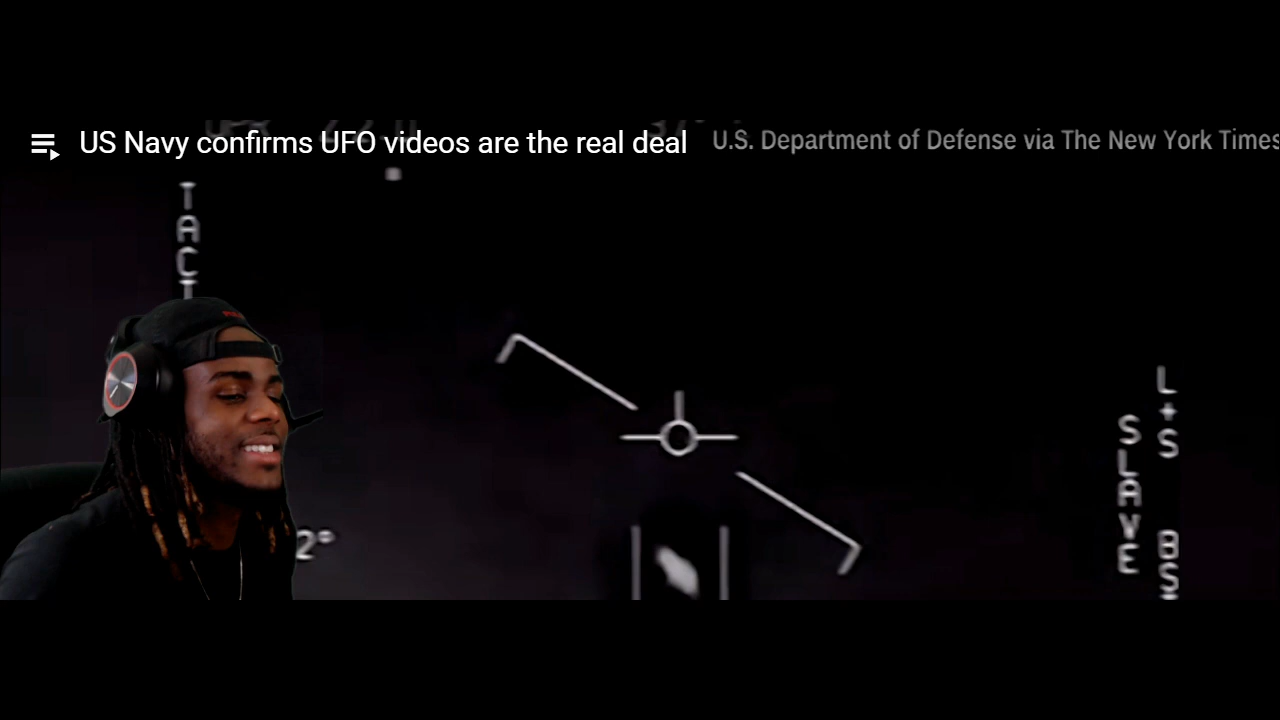 US Navy confirms UFO videos are the real deal
U.S. Department of Defense via The New York Times
TACT
2°
L+S
SLAVE
BS